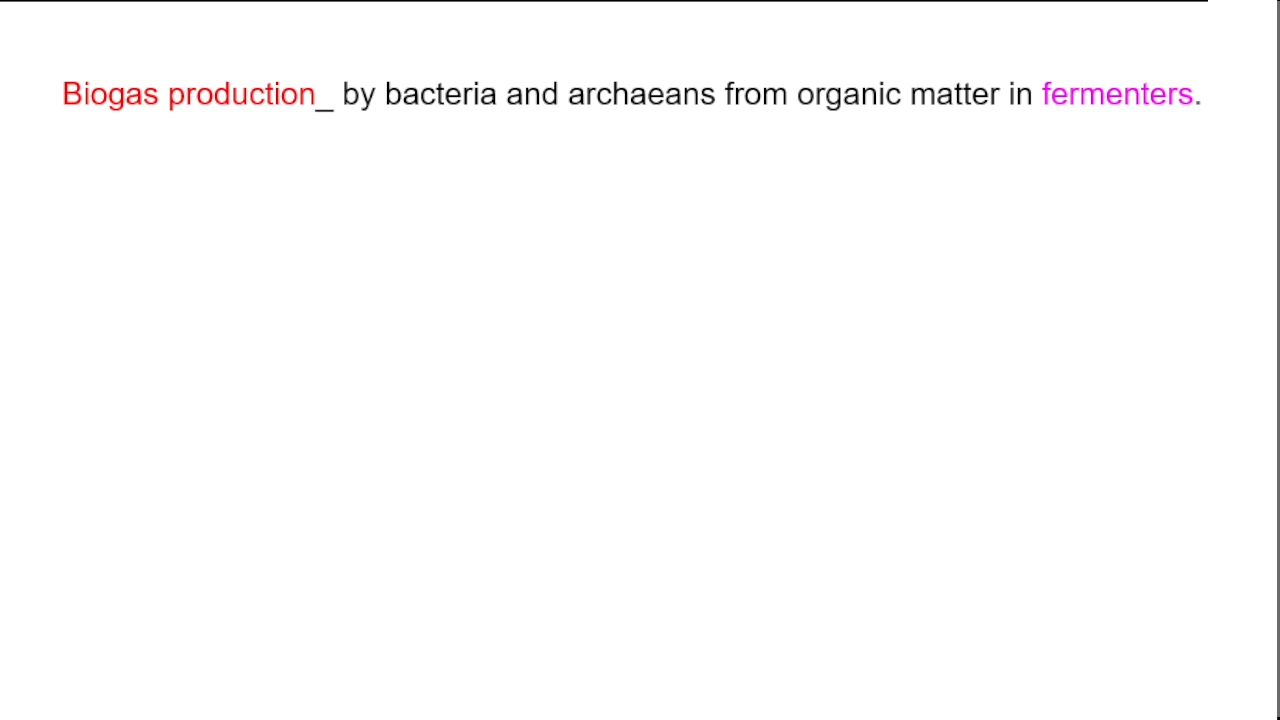 Biogas production_ by bacteria and archaeans from organic matter in fermenters.